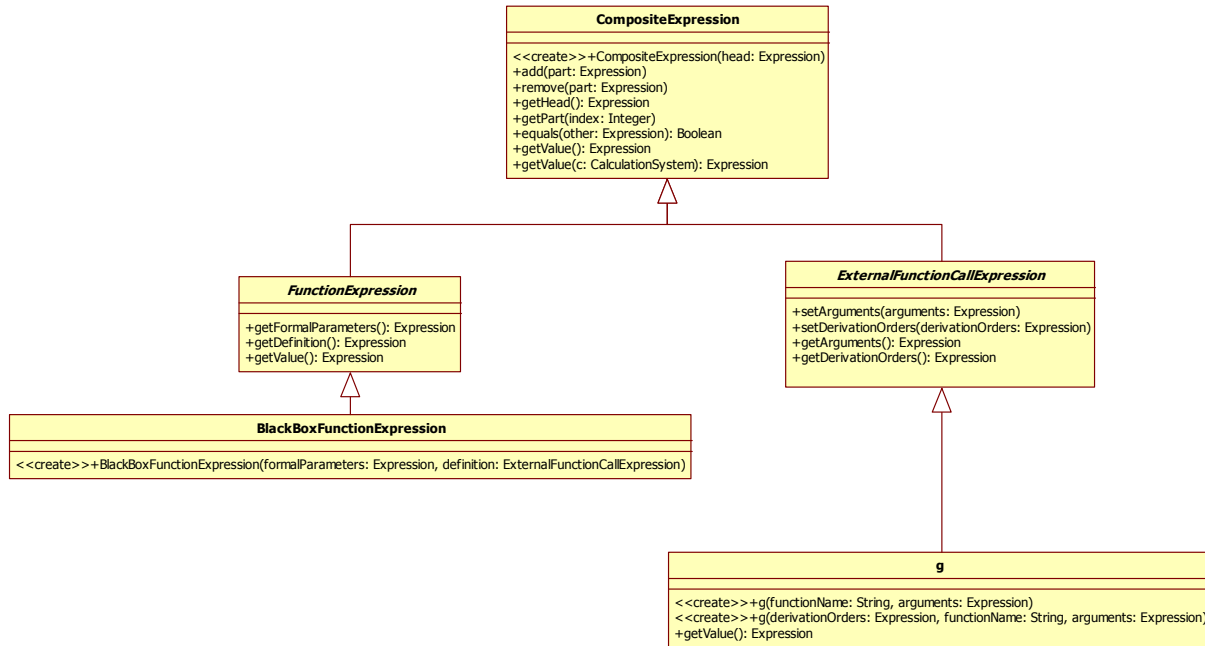 CompositeExpression
<<create>>+CompositeExpression(head: Expression)
+add(part: Expression)
+remove(part: Expression)
+getHead(): Expression
+getPart(index: Integer)
+equals(other: Expression): Boolean
+getValue(): Expression
+getValue(c: CalculationSystem): Expression
FunctionExpression
+getFormalParameters(): Expression
+getDefinition(): Expression
+getValue(): Expression
ExternalFunctionCallExpression
+setArguments(arguments: Expression)
+setDerivationOrders(derivationOrders: Expression)
+getArguments(): Expression
+getDerivationOrders(): Expression
BlackBoxFunctionExpression
<<create>>+BlackBoxFunctionExpression(formalParameters: Expression, definition: ExternalFunctionCallExpression)
g
<<create>>+g(functionName: String, arguments: Expression)
<<create>>+g(derivationOrders: Expression, functionName: String, arguments: Expression)
+getValue(): Expression